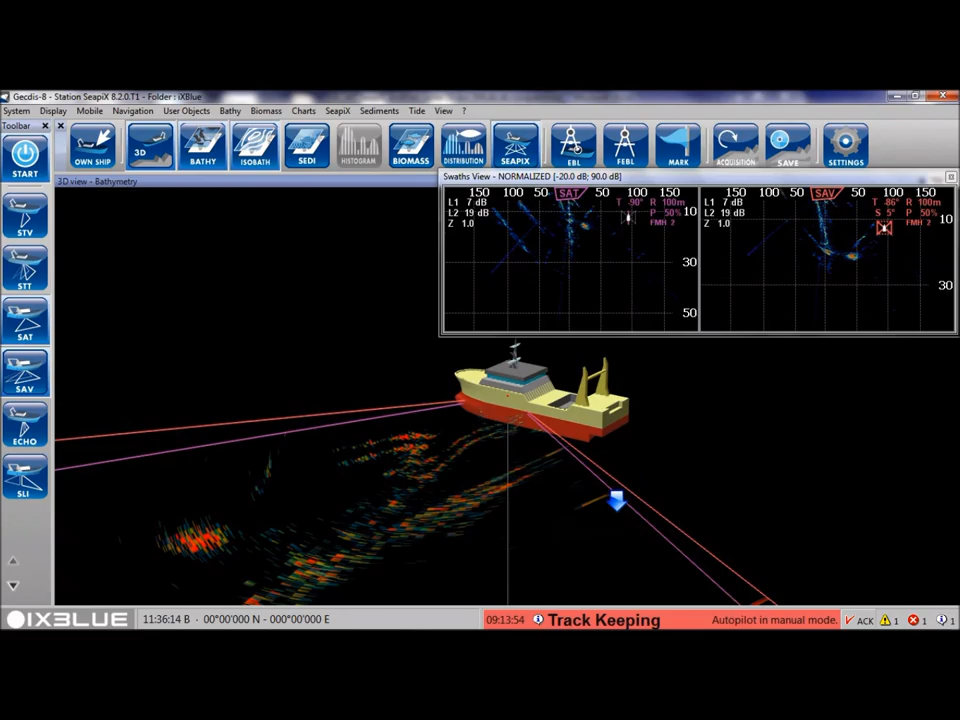 Gecdis-8 - Station SeapiX 8.2.0.T1 - Folder : iXBlue
System Display Mobile Navigation User Objects Bathy Biomass Charts SeapiX Sediments Tide View ?
Toolbar
START
STV
STT
SAT
SAV
ECHO
SLI
OWN SHIP
3D
BATHY
ISOBATH
SEDI
HISTOGRAM
BIOMASS
DISTRIBUTION
SEAPIX
EBL
FEBL
MARK
ACQUISITION
SAVE
SETTINGS
3D view - Bathymetry
Swaths View - NORMALIZED [-20.0 dB; 90.0 dB]
150 100 50 SAT 50 100 150
L1 7 dB
L2 19 dB
Z 1.0
T -90° R 100m
P 50%
FMH 2
10
30
50
150 100 50 SAV 50 100 150
L1 7 dB
L2 19 dB
Z 1.0
T -86° R 100m
S 5° P 50%
FMH 2
10
30
iXBLUE
11:36:14 B - 00°00'000 N - 000°00'000 E
09:13:54 Track Keeping Autopilot in manual mode.
ACK 1 1 1